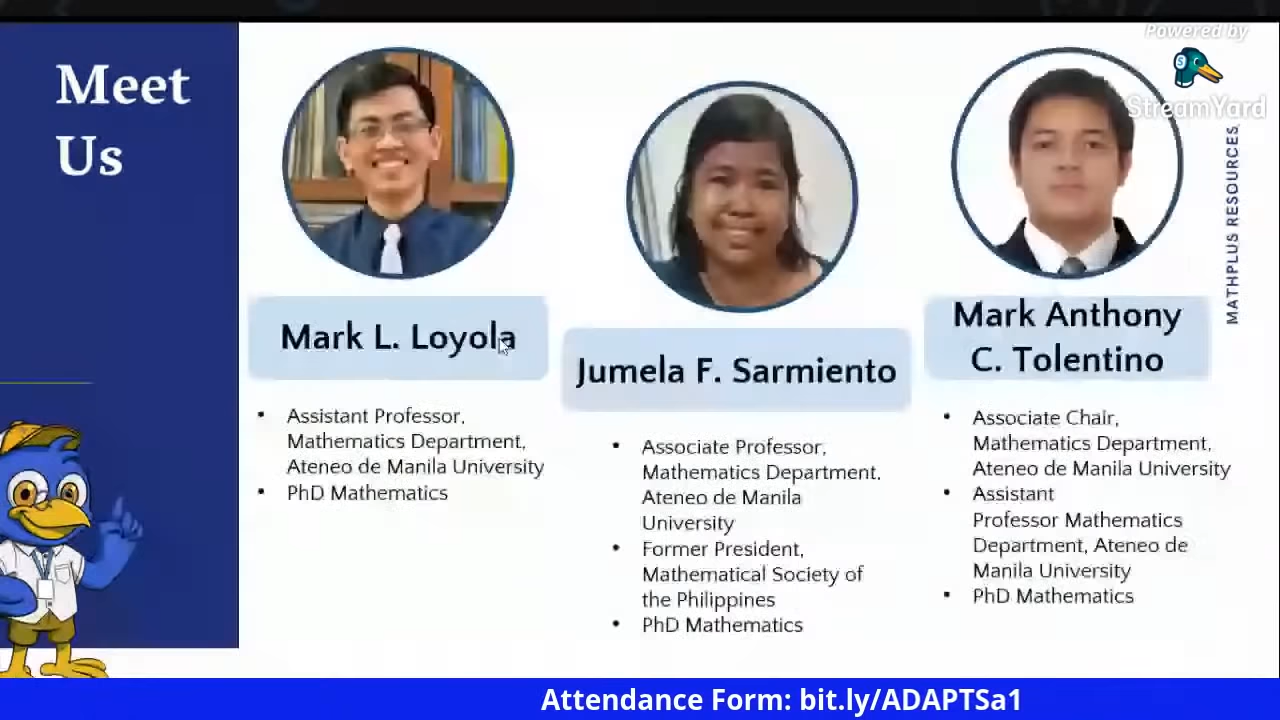 Meet
Us
Powered by
StreamYard
MATHPLUS RESOURCES
Mark L. Loyola
• Assistant Professor,
Mathematics Department,
Ateneo de Manila University
• PhD Mathematics
Jumela F. Sarmiento
• Associate Professor,
Mathematics Department,
Ateneo de Manila
University
• Former President,
Mathematical Society of
the Philippines
• PhD Mathematics
Mark Anthony
C. Tolentino
• Associate Chair,
Mathematics Department,
Ateneo de Manila University
• Assistant
Professor Mathematics
Department, Ateneo de
Manila University
• PhD Mathematics
Attendance Form: bit.ly/ADAPTSa1